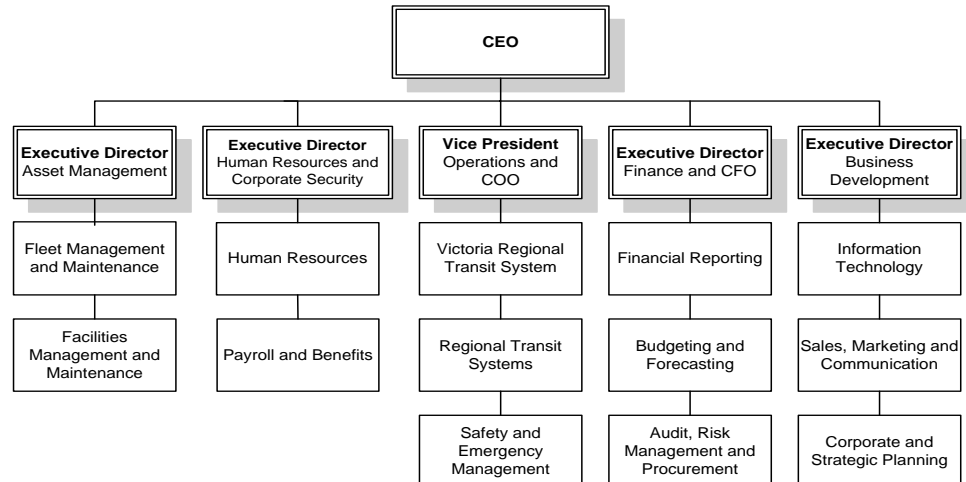 CEO
Executive Director
Asset Management
Executive Director
Human Resources and
Corporate Security
Vice President
Operations and
COO
Executive Director
Finance and CFO
Executive Director
Business
Development
Fleet Management
and Maintenance
Human Resources
Victoria Regional
Transit System
Financial Reporting
Information
Technology
Facilities
Management and
Maintenance
Payroll and Benefits
Regional Transit
Systems
Budgeting and
Forecasting
Sales, Marketing and
Communication
Safety and
Emergency
Management
Audit, Risk
Management and
Procurement
Corporate and
Strategic Planning